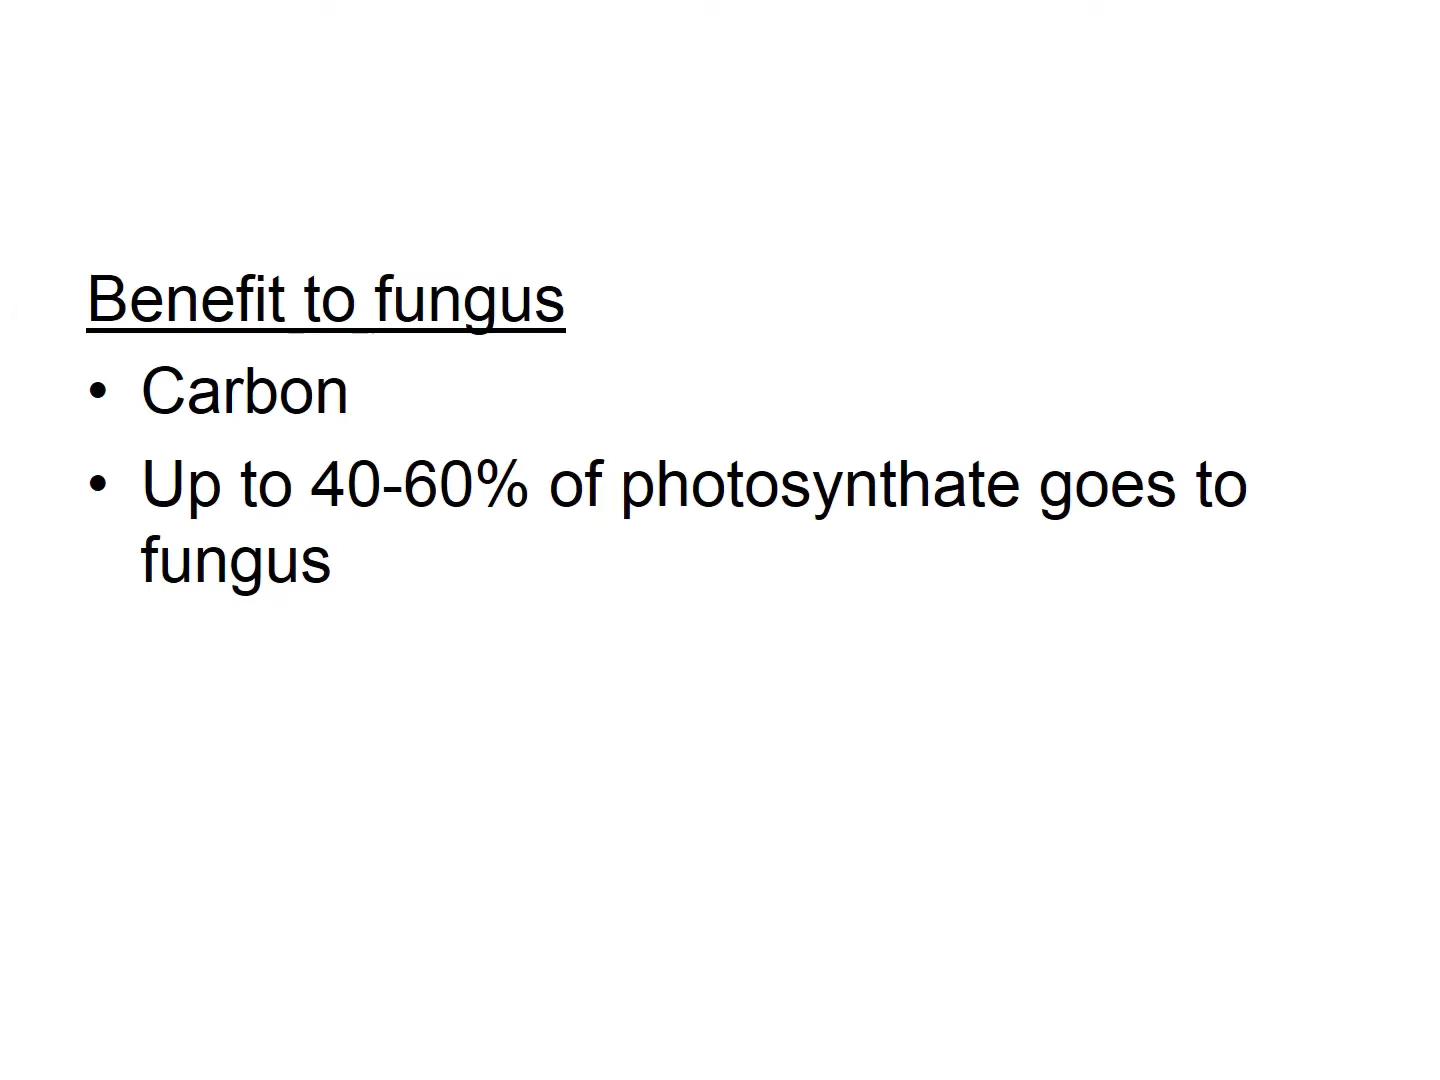 Benefit to fungus
• Carbon
• Up to 40-60% of photosynthate goes to
fungus